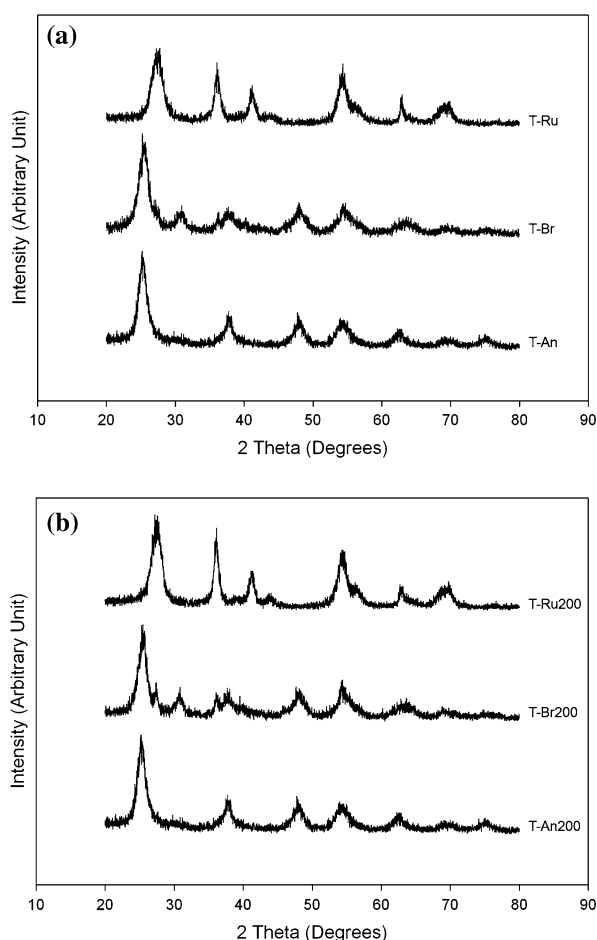 (a)
Intensity (Arbitrary Unit)
T-Ru
T-Br
T-An
10 20 30 40 50 60 70 80 90
2 Theta (Degrees)
(b)
Intensity (Arbitrary Unit)
T-Ru200
T-Br200
T-An200
10 20 30 40 50 60 70 80 90
2 Theta (Degrees)